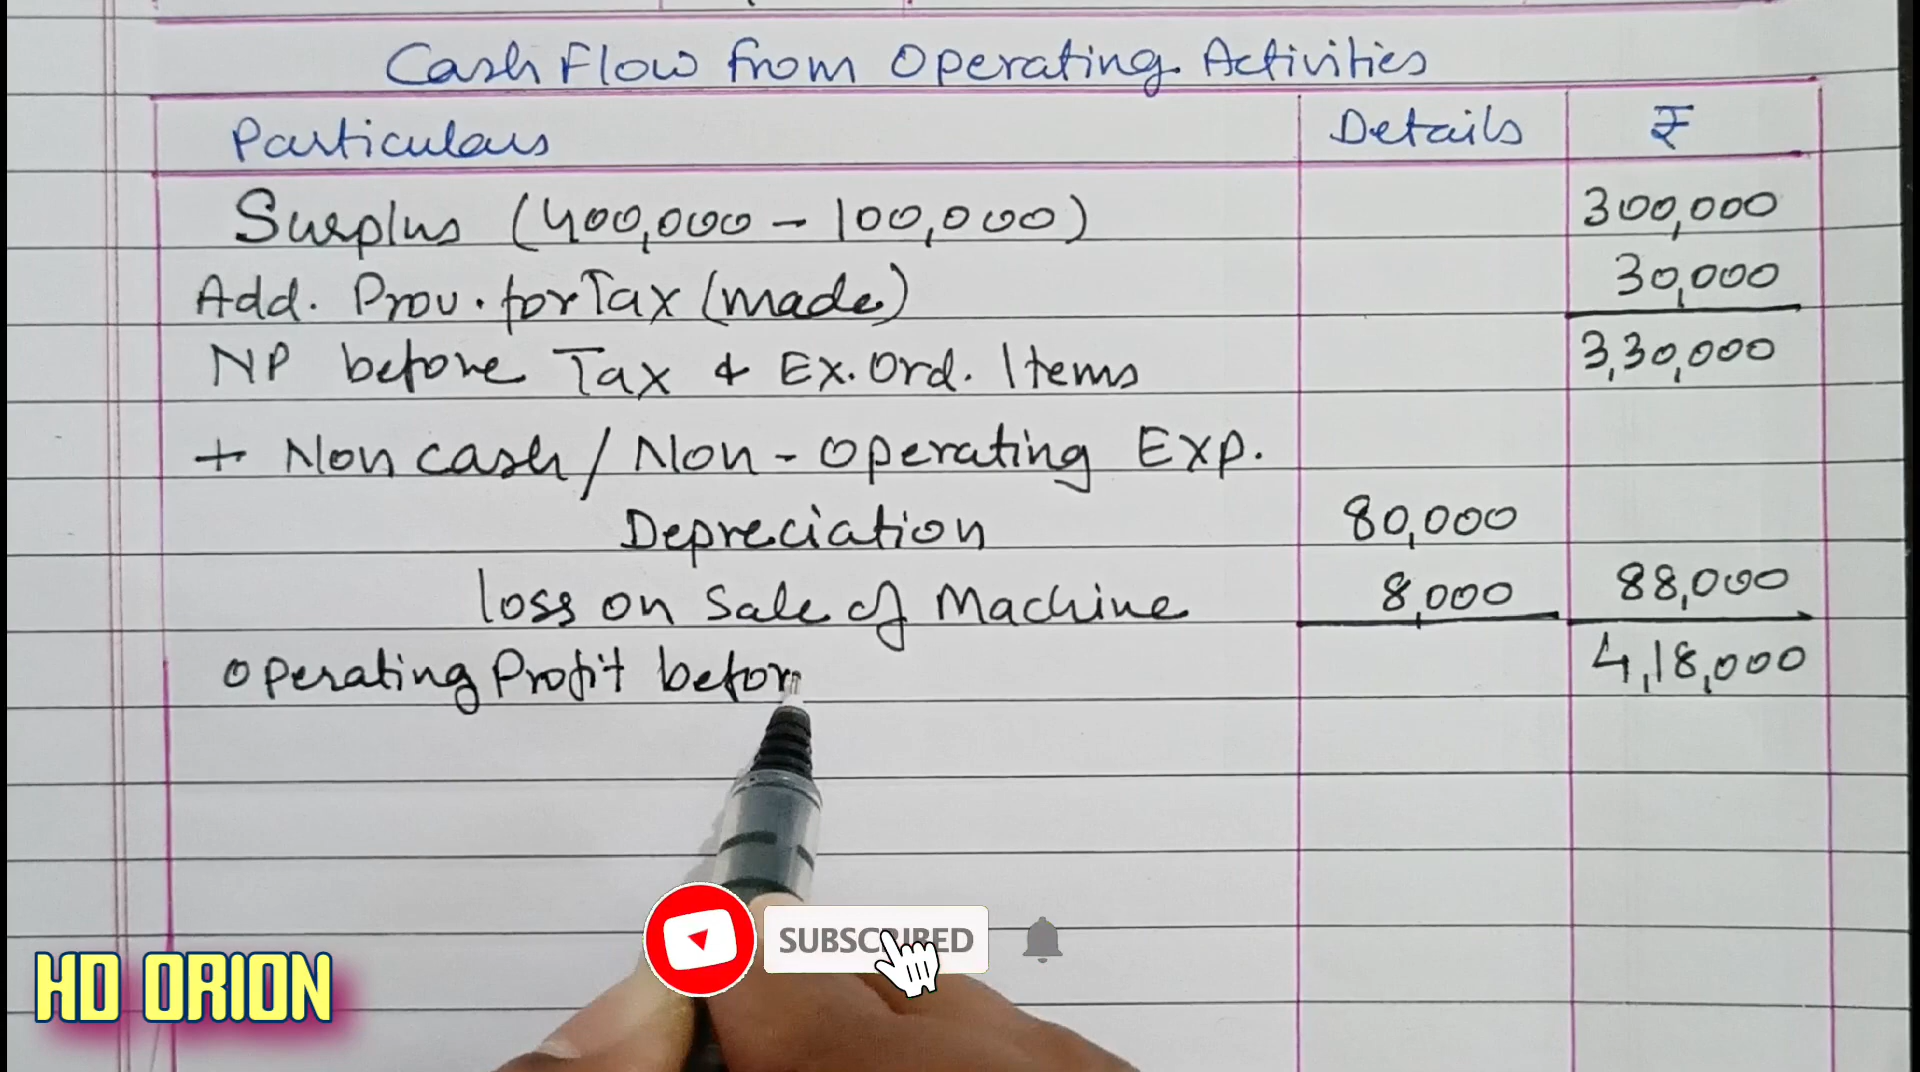 Cash Flow from Operating Activities
Particulars Details ₹
Surplus (400,000 - 100,000) 300,000
Add. Prov. for Tax (made) 30,000
NP before Tax & Ex. Ord. Items 3,30,000
+ Non cash / Non - Operating Exp.
Depreciation 80,000
loss on Sale of Machine 8,000 88,000
Operating Profit befor 4,18,000
SUBSCRIBED
HD ORION